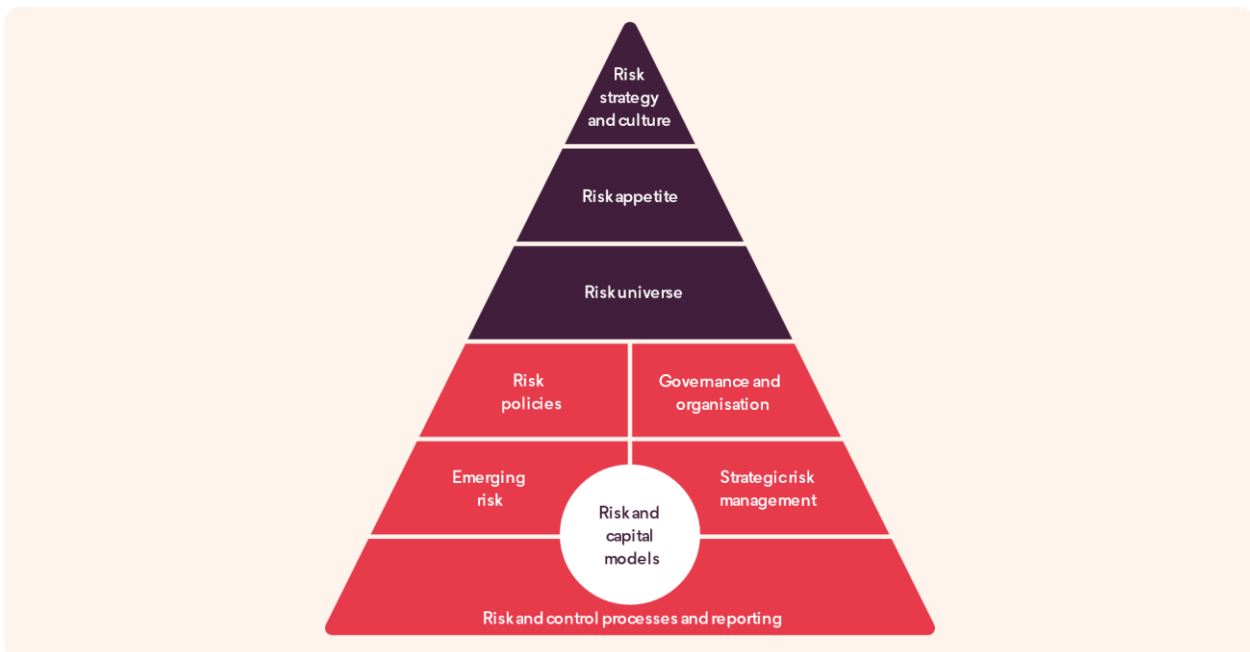 Risk
strategy
and culture
Risk appetite
Risk universe
Risk
policies
Governance and
organisation
Emerging
risk
Strategic risk
management
Risk and
capital
models
Risk and control processes and reporting